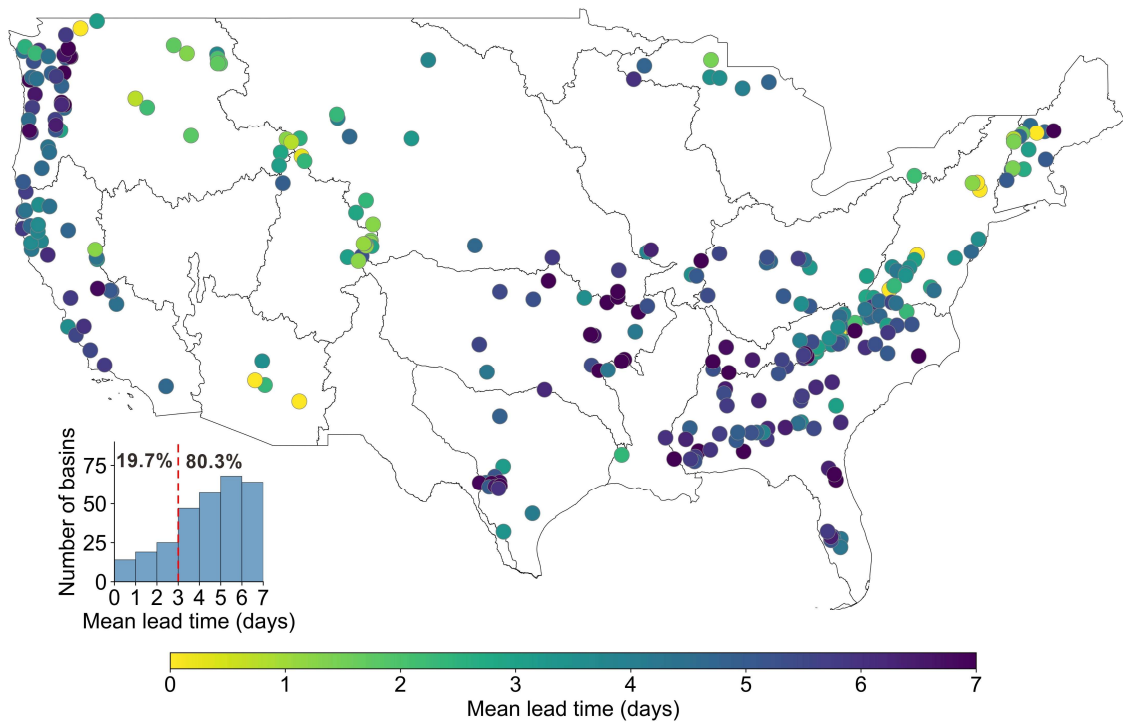 19.7% 80.3%
75
50
25
0
Number of basins
0 1 2 3 4 5 6 7
Mean lead time (days)
0 1 2 3 4 5 6 7
Mean lead time (days)